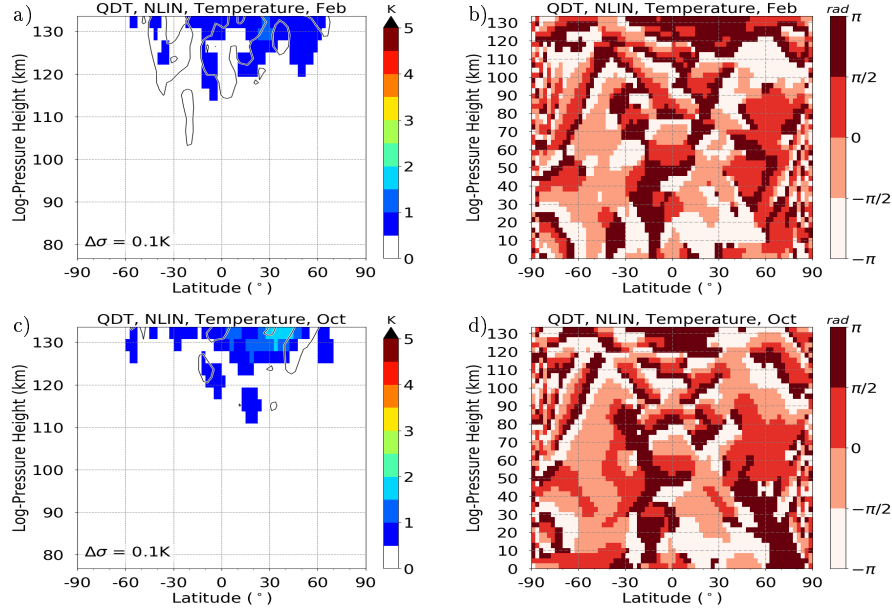 a)
QDT, NLIN, Temperature, Feb
K
Log-Pressure Height (km)
130
120
110
100
90
80
-90 -60 -30 0 30 60 90
Latitude (°)
Δσ = 0.1K
5
4
3
2
1
0
b)
QDT, NLIN, Temperature, Feb
rad
Log-Pressure Height (km)
130
120
110
100
90
80
70
60
50
40
30
20
10
0
-90 -60 -30 0 30 60 90
Latitude (°)
π
π/2
0
−π/2
−π
c)
QDT, NLIN, Temperature, Oct
K
Log-Pressure Height (km)
130
120
110
100
90
80
-90 -60 -30 0 30 60 90
Latitude (°)
Δσ = 0.1K
5
4
3
2
1
0
d)
QDT, NLIN, Temperature, Oct
rad
Log-Pressure Height (km)
130
120
110
100
90
80
70
60
50
40
30
20
10
0
-90 -60 -30 0 30 60 90
Latitude (°)
π
π/2
0
−π/2
−π